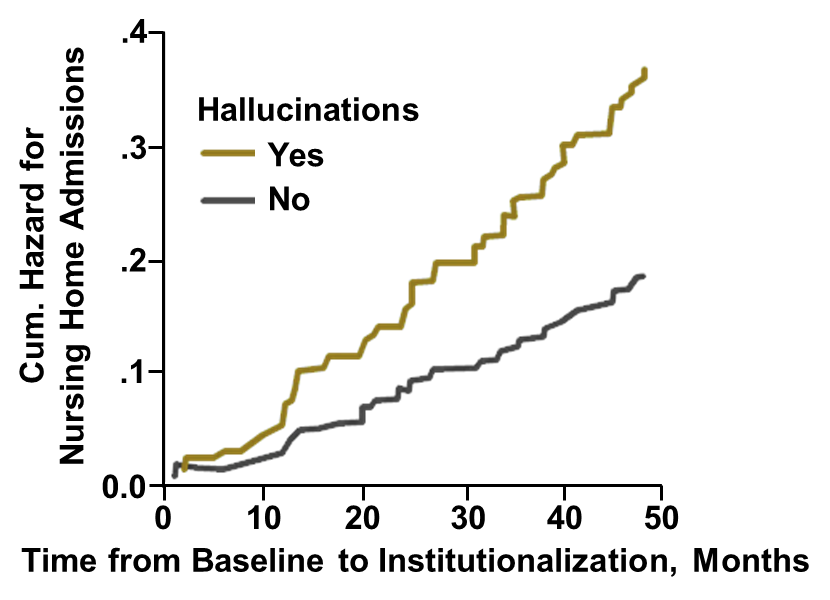 .4
.3
.2
.1
0.0
Cum. Hazard for
Nursing Home Admissions
Hallucinations
Yes
No
0 10 20 30 40 50
Time from Baseline to Institutionalization, Months